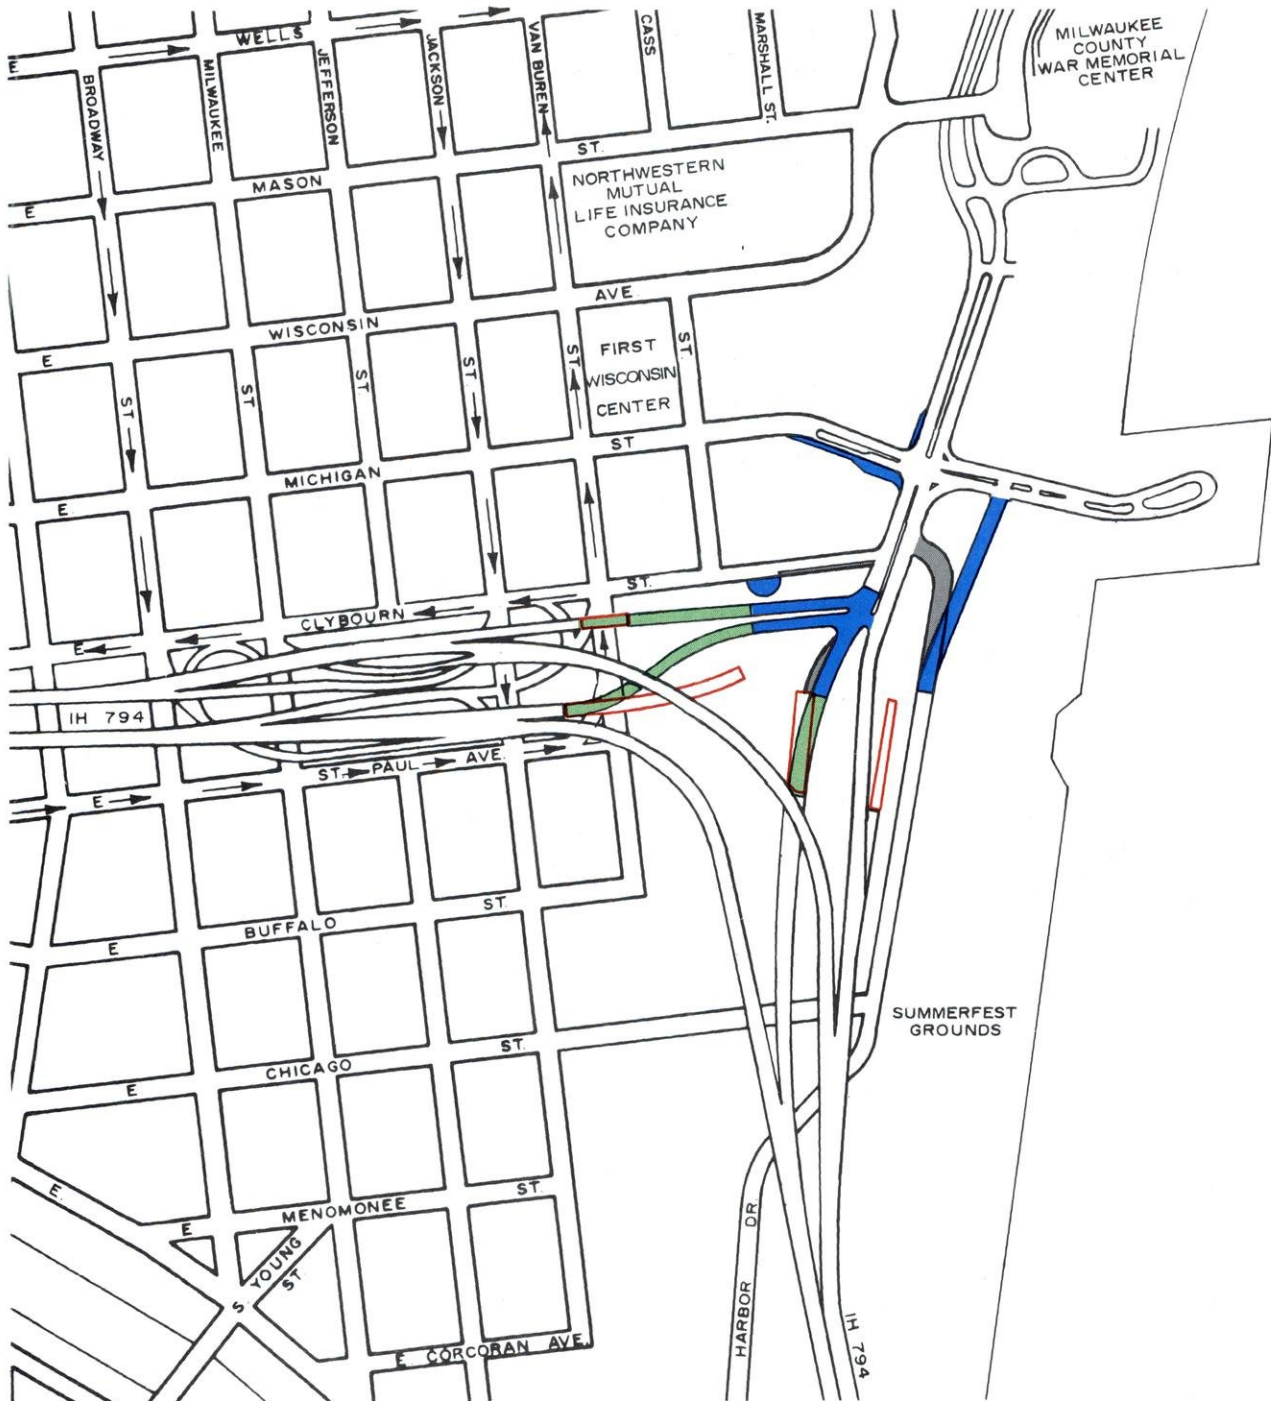 WELLS
E
BROADWAY
MILWAUKEE
JEFFERSON
JACKSON
VAN BUREN
CASS
MARSHALL ST.
MILWAUKEE
COUNTY
WAR MEMORIAL
CENTER
ST.
MASON
E
NORTHWESTERN
MUTUAL
LIFE INSURANCE
COMPANY
AVE.
WISCONSIN
E
ST.
ST
ST
ST.
ST
ST.
FIRST
WISCONSIN
CENTER
ST
MICHIGAN
E
ST.
CLYBOURN
E
IH 794
ST. PAUL AVE.
E
ST.
BUFFALO
E
SUMMERFEST
GROUNDS
ST.
CHICAGO
E
ST.
MENOMONEE
E
E.
S. YOUNG
ST
HARBOR DR
IH 794
E. CORCORAN AVE.